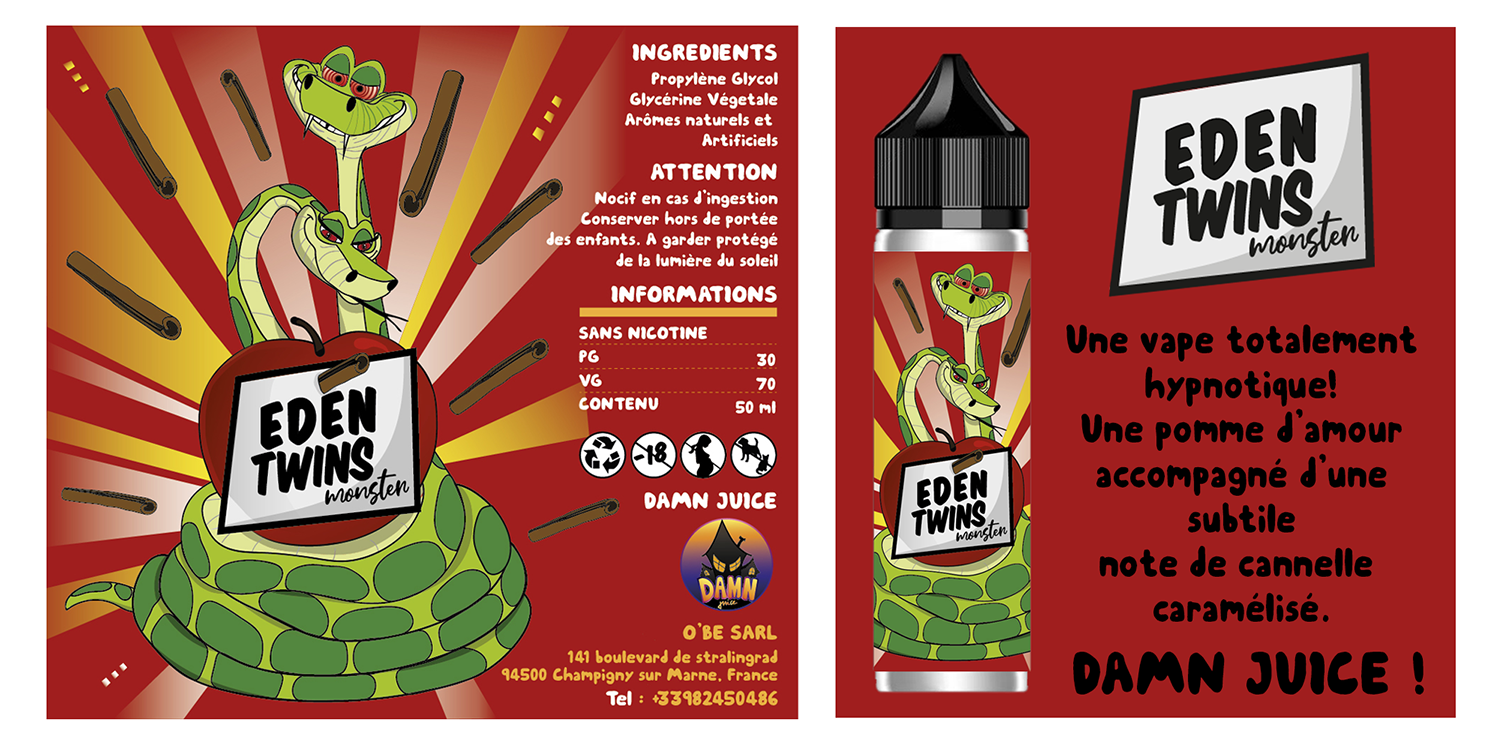 INGREDIENTS
Propylène Glycol
Glycérine Végetale
Arômes naturels et
Artificiels
ATTENTION
Nocif en cas d'ingestion
Conserver hors de portée
des enfants. A garder protégé
de la lumière du soleil
INFORMATIONS
SANS NICOTINE
PG 30
VG 70
CONTENU 50 ml
-18
DAMN JUICE
DAMN
juice
O'BE SARL
141 boulevard de stralingrad
94500 Champigny sur Marne, France
Tel : +33982450486
EDEN
TWINS
monster
EDEN
TWINS
monster
EDEN
TWINS
monster
Une vape totalement
hypnotique!
Une pomme d'amour
accompagné d'une
subtile
note de cannelle
caramélisé.
DAMN JUICE !